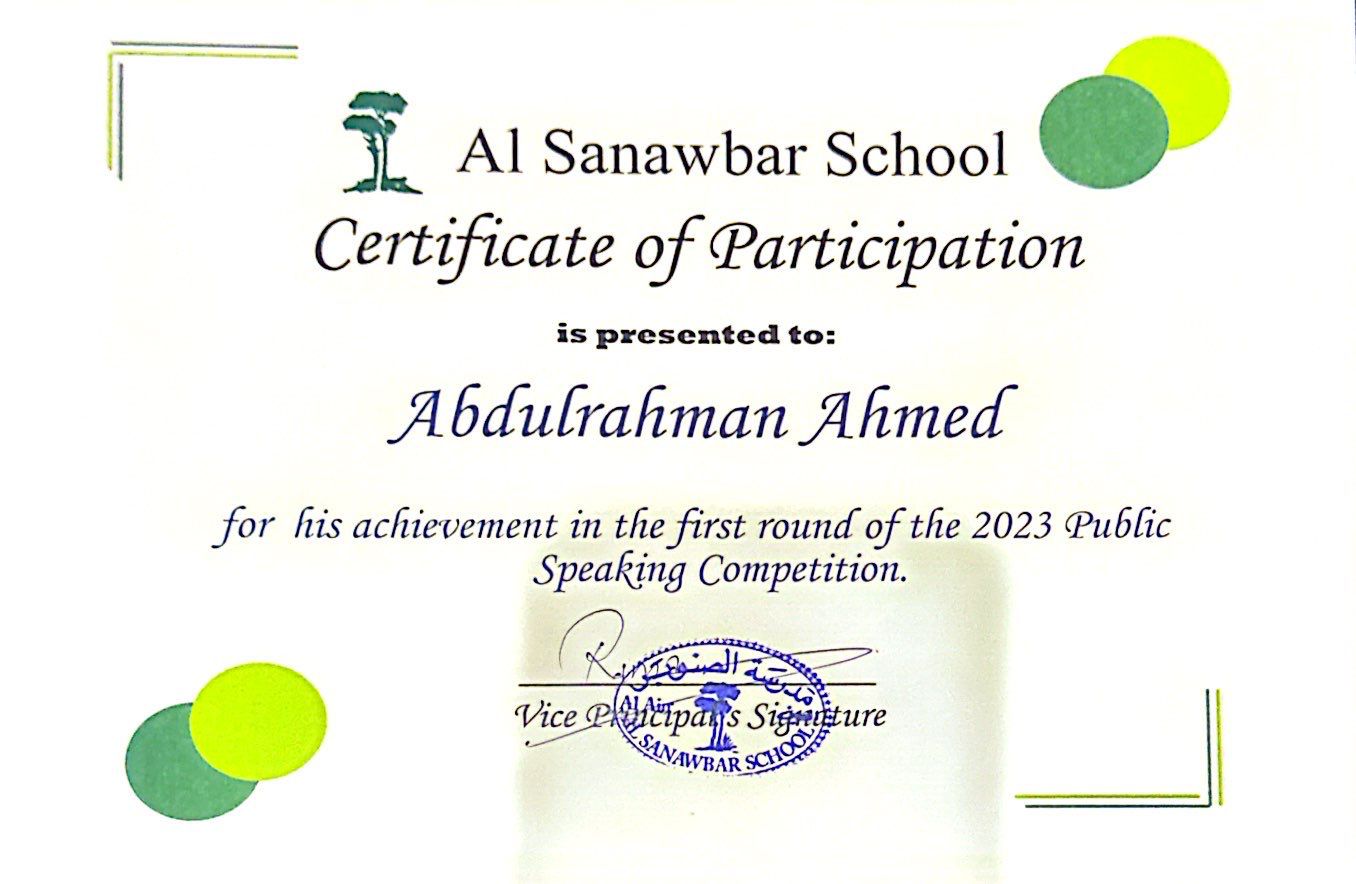 Al Sanawbar School
Certificate of Participation
is presented to:
Abdulrahman Ahmed
for his achievement in the first round of the 2023 Public
Speaking Competition.
Vice Principal's Signature
مدرسة الصنوبر
Al Ain
AL SANAWBAR SCHOOL